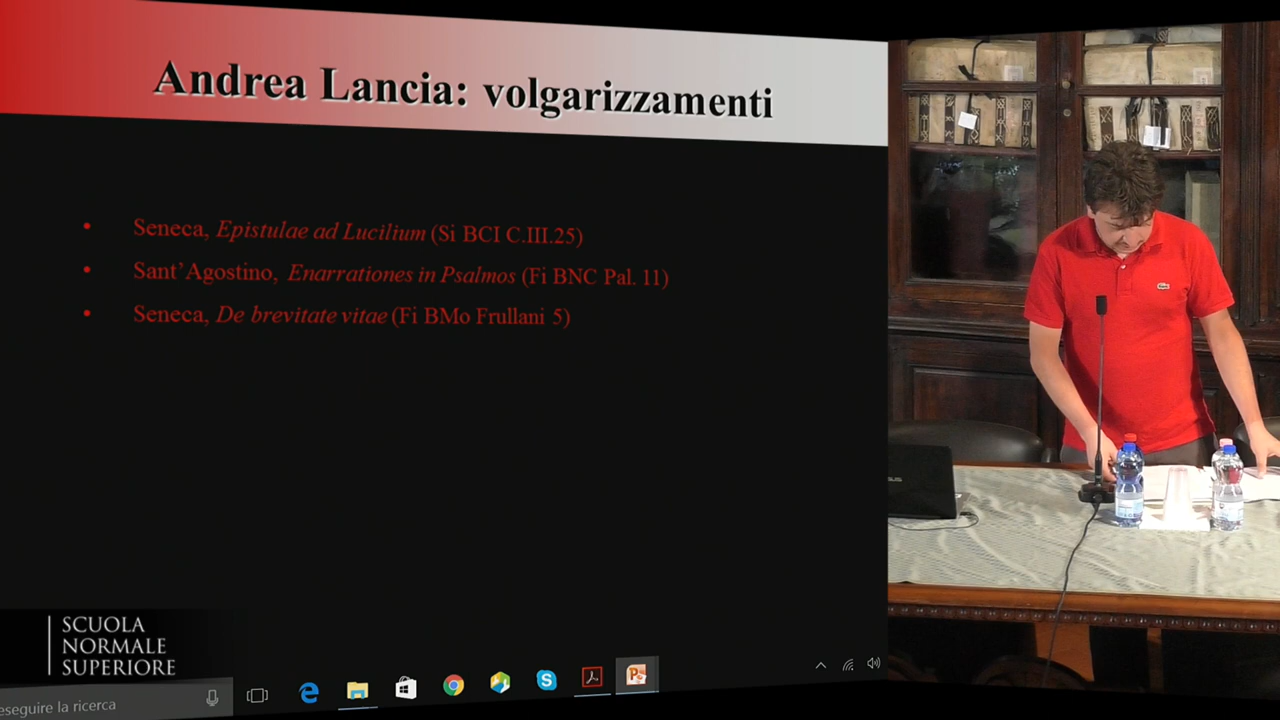 Andrea Lancia: volgarizzamenti
• Seneca, Epistulae ad Lucilium (Si BCI C.III.25)
• Sant’Agostino, Enarrationes in Psalmos (Fi BNC Pal. 11)
• Seneca, De brevitate vitae (Fi BMo Frullani 5)
SCUOLA
NORMALE
SUPERIORE
eseguire la ricerca